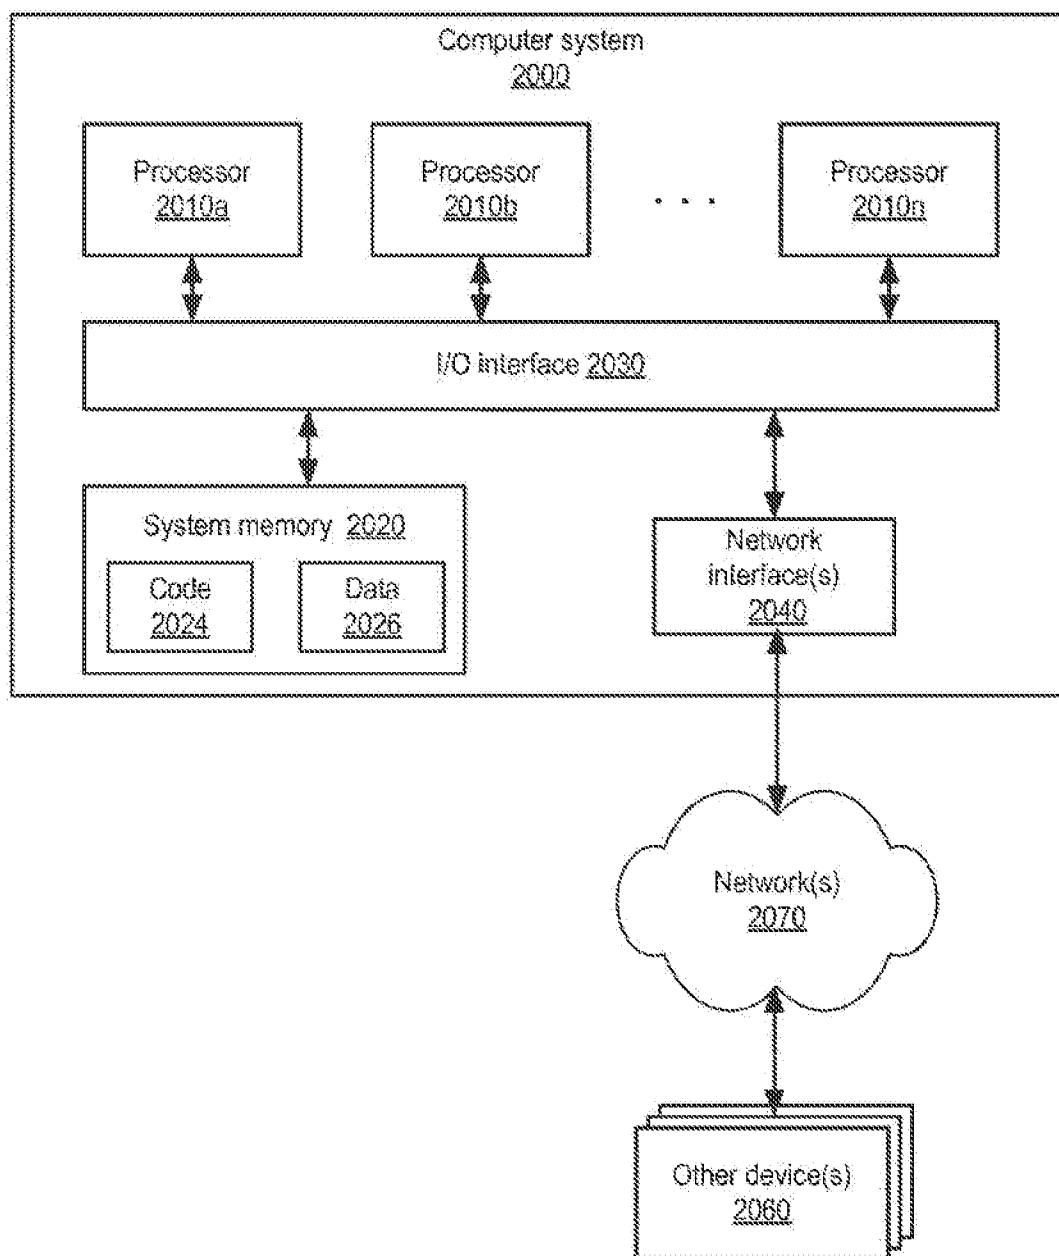 Computer system
2000
Processor
2010a
Processor
2010b
. . .
Processor
2010n
I/O interface 2030
System memory 2020
Code
2024
Data
2026
Network
interface(s)
2040
Network(s)
2070
Other device(s)
2060